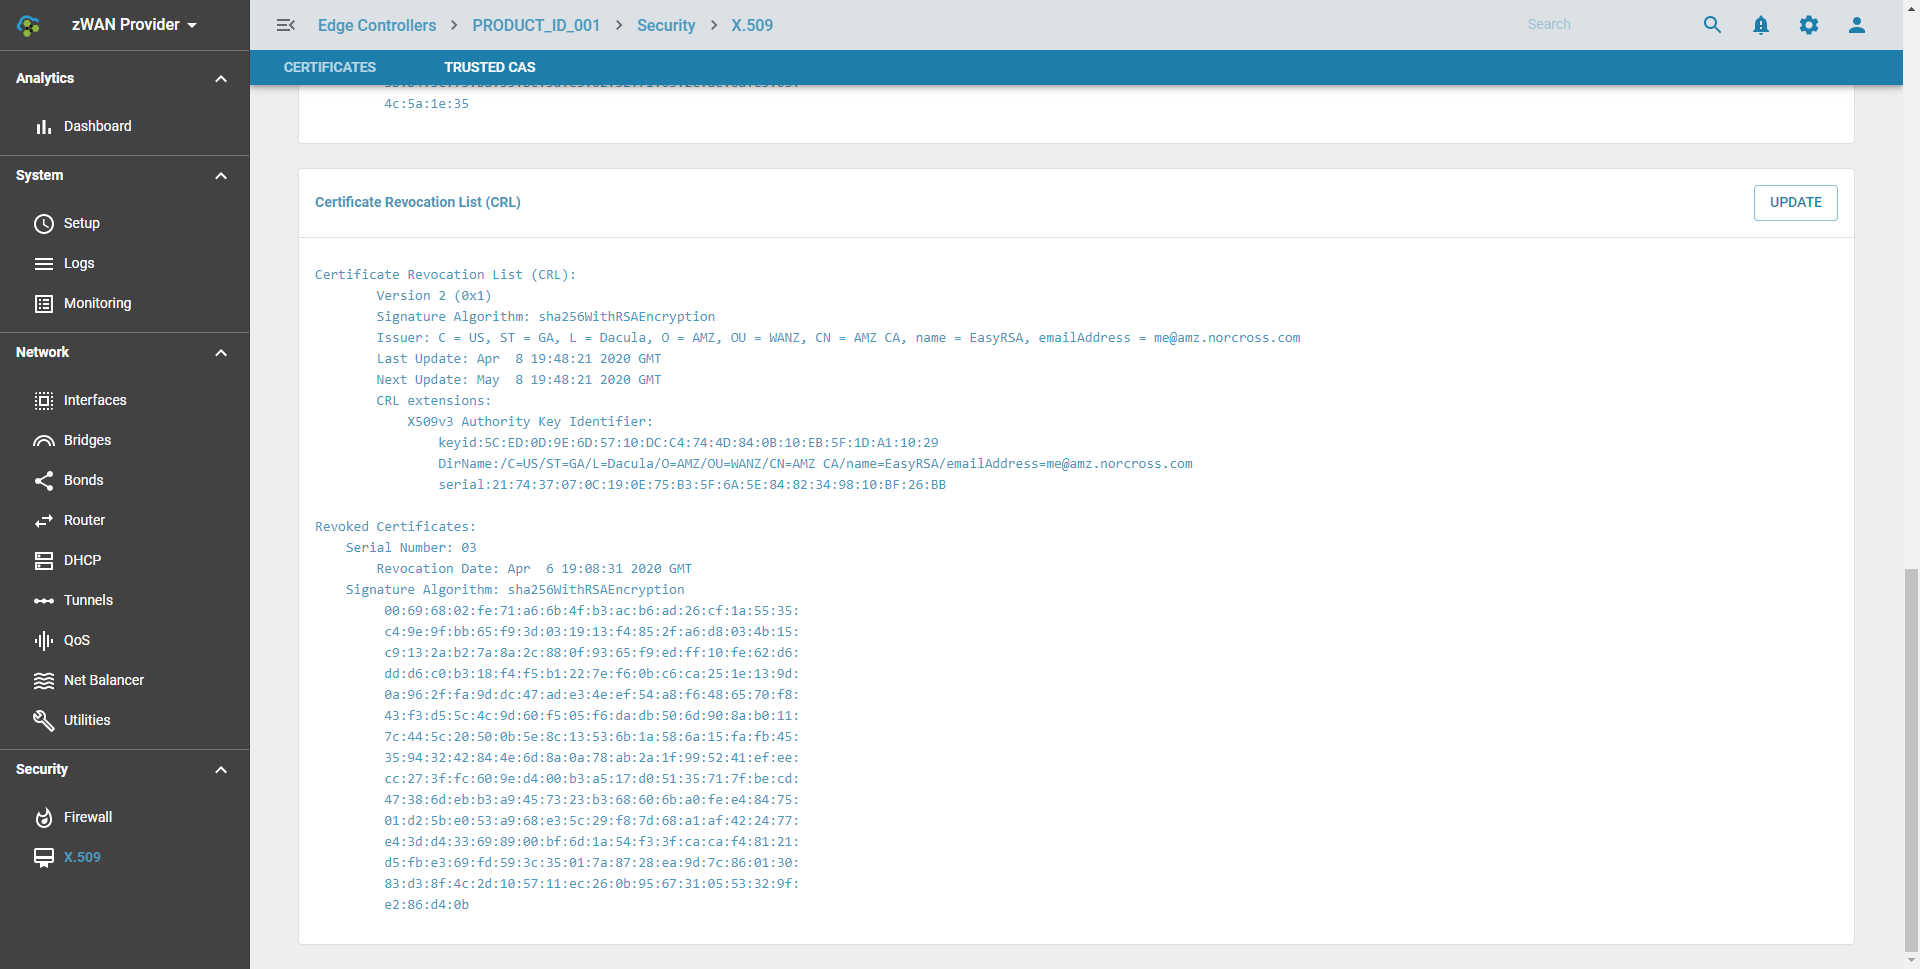 zWAN Provider
Edge Controllers > PRODUCT_ID_001 > Security > X.509
Search
CERTIFICATES
TRUSTED CAS
Analytics
Dashboard
System
Setup
Logs
Monitoring
Network
Interfaces
Bridges
Bonds
Router
DHCP
Tunnels
QoS
Net Balancer
Utilities
Security
Firewall
X.509
4c:5a:1e:35
Certificate Revocation List (CRL)
UPDATE
Certificate Revocation List (CRL):
Version 2 (0x1)
Signature Algorithm: sha256WithRSAEncryption
Issuer: C = US, ST = GA, L = Dacula, O = AMZ, OU = WANZ, CN = AMZ CA, name = EasyRSA, emailAddress = me@amz.norcross.com
Last Update: Apr  8 19:48:21 2020 GMT
Next Update: May  8 19:48:21 2020 GMT
CRL extensions:
X509v3 Authority Key Identifier:
keyid:5C:ED:0D:9E:6D:57:10:DC:C4:74:4D:84:0B:10:EB:5F:1D:A1:10:29
DirName:/C=US/ST=GA/L=Dacula/O=AMZ/OU=WANZ/CN=AMZ CA/name=EasyRSA/emailAddress=me@amz.norcross.com
serial:21:74:37:07:0C:19:0E:75:B3:5F:6A:5E:84:82:34:98:10:BF:26:BB
Revoked Certificates:
Serial Number: 03
Revocation Date: Apr  6 19:08:31 2020 GMT
Signature Algorithm: sha256WithRSAEncryption
00:69:68:02:fe:71:a6:6b:4f:b3:ac:b6:ad:26:cf:1a:55:35:
c4:9e:9f:bb:65:f9:3d:03:19:13:f4:85:2f:a6:d8:03:4b:15:
c9:13:2a:b2:7a:8a:2c:88:0f:93:65:f9:ed:ff:10:fe:62:d6:
dd:d6:c0:b3:18:f4:f5:b1:22:7e:f6:0b:c6:ca:25:1e:13:9d:
0a:96:2f:fa:9d:dc:47:ad:e3:4e:ef:54:a8:f6:48:65:70:f8:
43:f3:d5:5c:4c:9d:60:f5:05:f6:da:db:50:6d:90:8a:b0:11:
7c:44:5c:20:50:0b:5e:8c:13:53:6b:1a:58:6a:15:fa:fb:45:
35:94:32:42:84:4e:6d:8a:0a:78:ab:2a:1f:99:52:41:ef:ee:
cc:27:3f:fc:60:9e:d4:00:b3:a5:17:d0:51:35:71:7f:be:cd:
47:38:6d:eb:b3:a9:45:73:23:b3:68:60:6b:a0:fe:e4:84:75:
01:d2:5b:e0:53:a9:68:e3:5c:29:f8:7d:68:a1:af:42:24:77:
e4:3d:d4:33:69:89:00:bf:6d:1a:54:f3:3f:ca:ca:f4:81:21:
d5:fb:e3:69:fd:59:3c:35:01:7a:87:28:ea:9d:7c:86:01:30:
83:d3:8f:4c:2d:10:57:11:ec:26:0b:95:67:31:05:53:32:9f:
e2:86:d4:0b